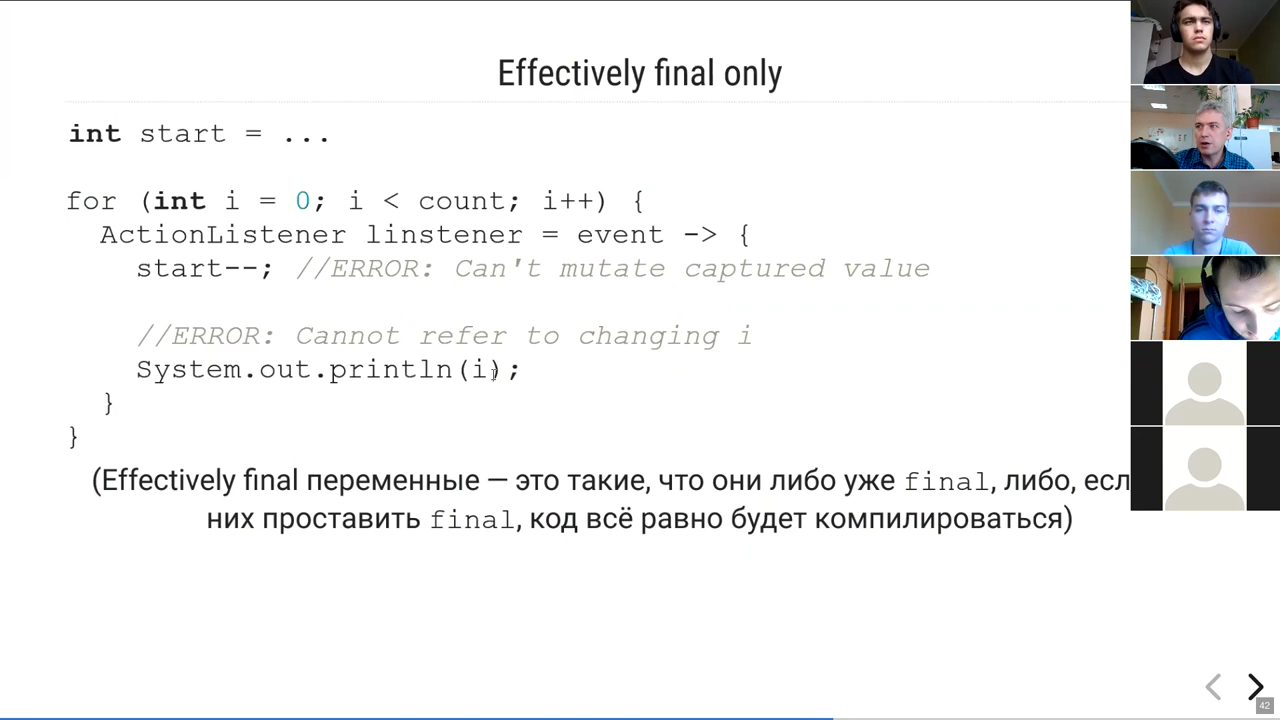 Effectively final only
int start = ...
for (int i = 0; i < count; i++) {
ActionListener linstener = event -> {
start--; //ERROR: Can't mutate captured value
//ERROR: Cannot refer to changing i
System.out.println(i);
}
}
(Effectively final переменные — это такие, что они либо уже final, либо, есл
них проставить final, код всё равно будет компилироваться)
42